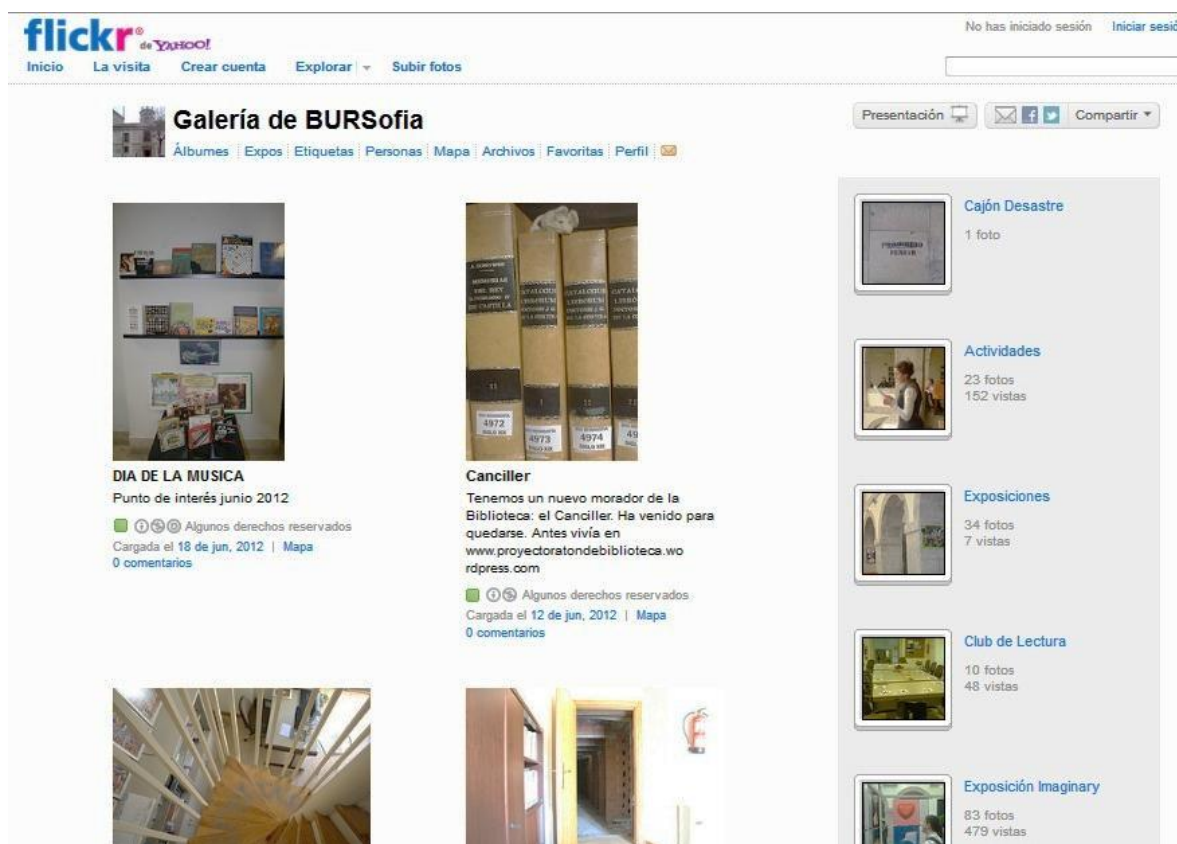 flickr® de YAHOO!
No has iniciado sesión Iniciar sesió
Inicio La visita Crear cuenta Explorar Subir fotos
Galería de BURSofia
Álbumes Expos Etiquetas Personas Mapa Archivos Favoritas Perfil
Presentación Compartir
DIA DE LA MUSICA
Punto de interés junio 2012
Algunos derechos reservados
Cargada el 18 de jun, 2012 | Mapa
0 comentarios
II
I
II
4972
4973
4974
Canciller
Tenemos un nuevo morador de la
Biblioteca: el Canciller. Ha venido para
quedarse. Antes vivía en
www.proyectoratondebiblioteca.wo
rdpress.com
Algunos derechos reservados
Cargada el 12 de jun, 2012 | Mapa
0 comentarios
Cajón Desastre
1 foto
Actividades
23 fotos
152 vistas
Exposiciones
34 fotos
7 vistas
Club de Lectura
10 fotos
48 vistas
Exposición Imaginary
83 fotos
479 vistas